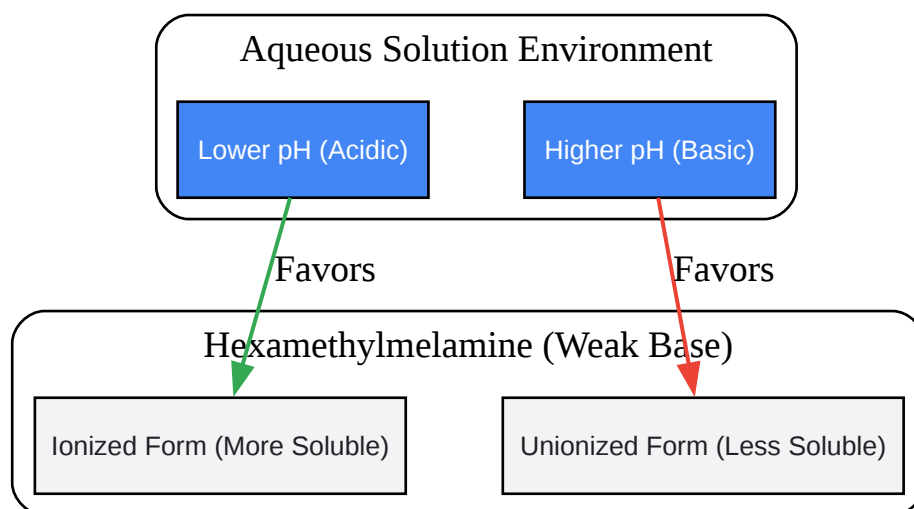 Aqueous Solution Environment
Lower pH (Acidic)
Higher pH (Basic)
Favors
Favors
Hexamethylmelamine (Weak Base)
Ionized Form (More Soluble)
Unionized Form (Less Soluble)